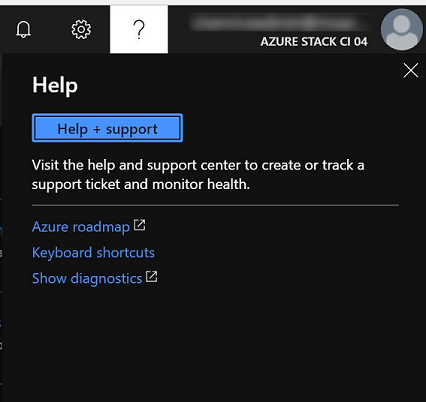 ?
AZURE STACK CI 04
Help
Help + support
Visit the help and support center to create or track a
support ticket and monitor health.
Azure roadmap
Keyboard shortcuts
Show diagnostics